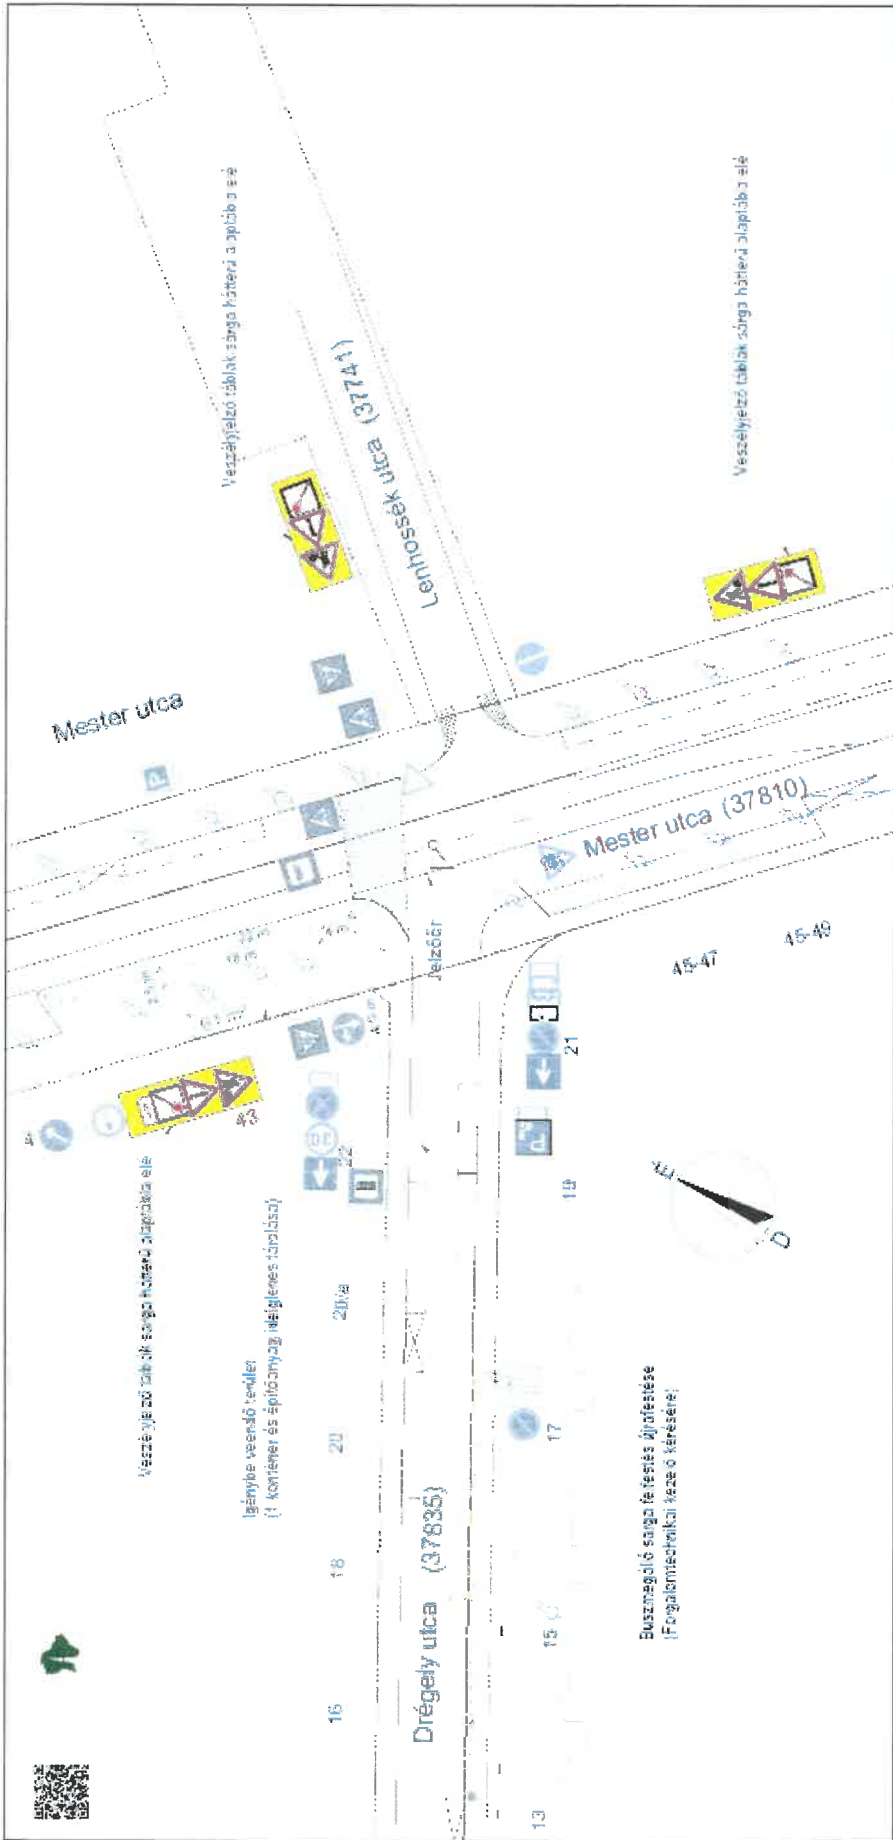 Veszélyjelző táblák sárga hátterű alaptábla elé
Igénybe veendő terület
(1 konténer és építőanyag ideiglenes tárolása)
Drégely utca (37835)
16
18
20
20/a
22
43
Mester utca
P
Jelzőőr
Veszélyjelző táblák sárga hátterű alaptábla elé
Lenhossék utca (37741)
Mester utca (37810)
Veszélyjelző táblák sárga hátterű alaptábla elé
45-47
13
15
17
19
21
É
D
Buszmegálló sárga felfestés újrafestése
(Forgalomtechnikai kezelő kérésére)